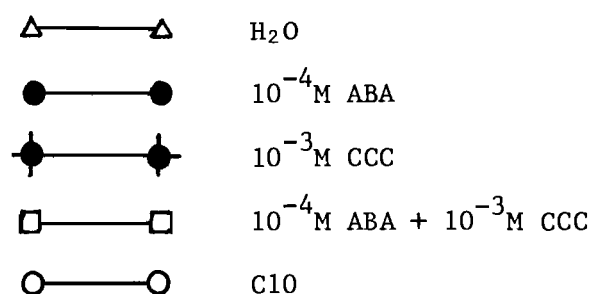 H₂O
10⁻⁴M ABA
10⁻³M CCC
10⁻⁴M ABA + 10⁻³M CCC
C10